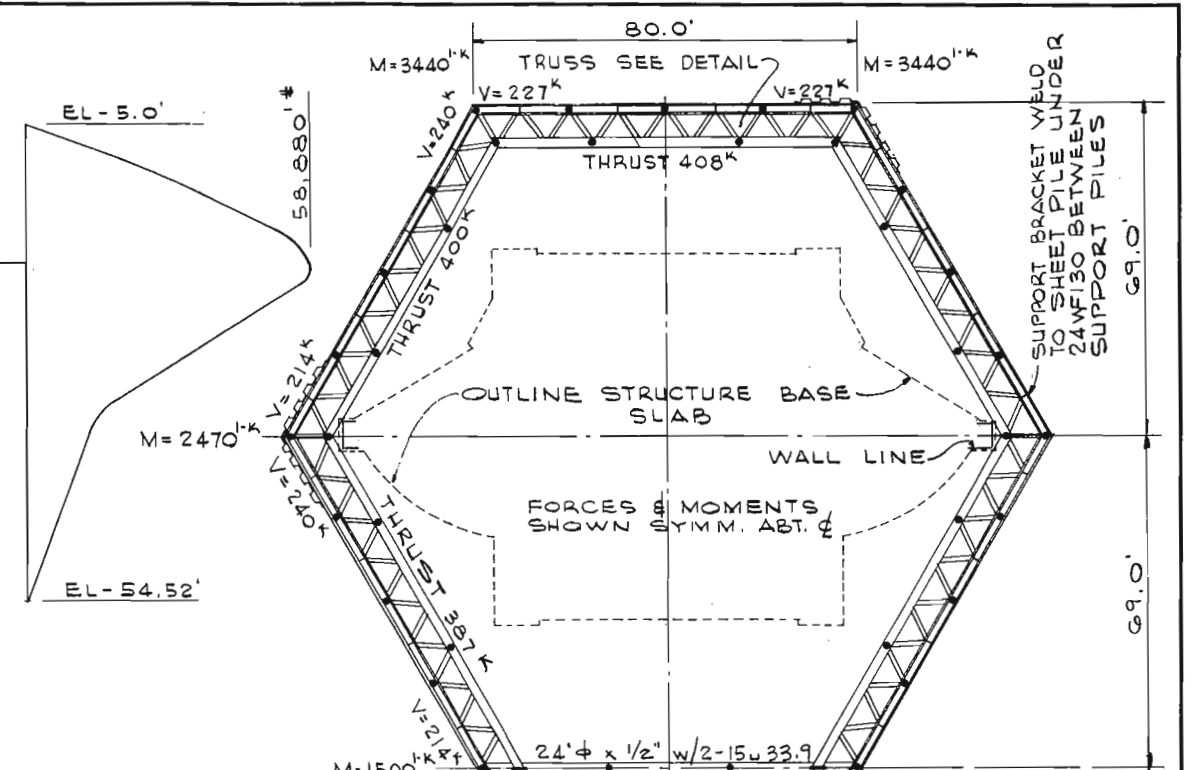 80.0'
M=3440'-K
TRUSS SEE DETAIL
M=3440'-K
V=227K
V=227K
EL-5.0'
58,880'#
V=240K
THRUST 408K
SUPPORT BRACKET WELD
TO SHEET PILE UNDER
24WF130 BETWEEN
SUPPORT PILES
69.0'
THRUST 400K
V=214K
OUTLINE STRUCTURE BASE
SLAB
M=2470'-K
WALL LINE
V=240K
FORCES & MOMENTS
SHOWN SYMM. ABT. ℄
EL-54.52'
THRUST 387K
69.0'
V=214K
24"ϕ x 1/2" W/2-15⊔33.9
M=1500'-K